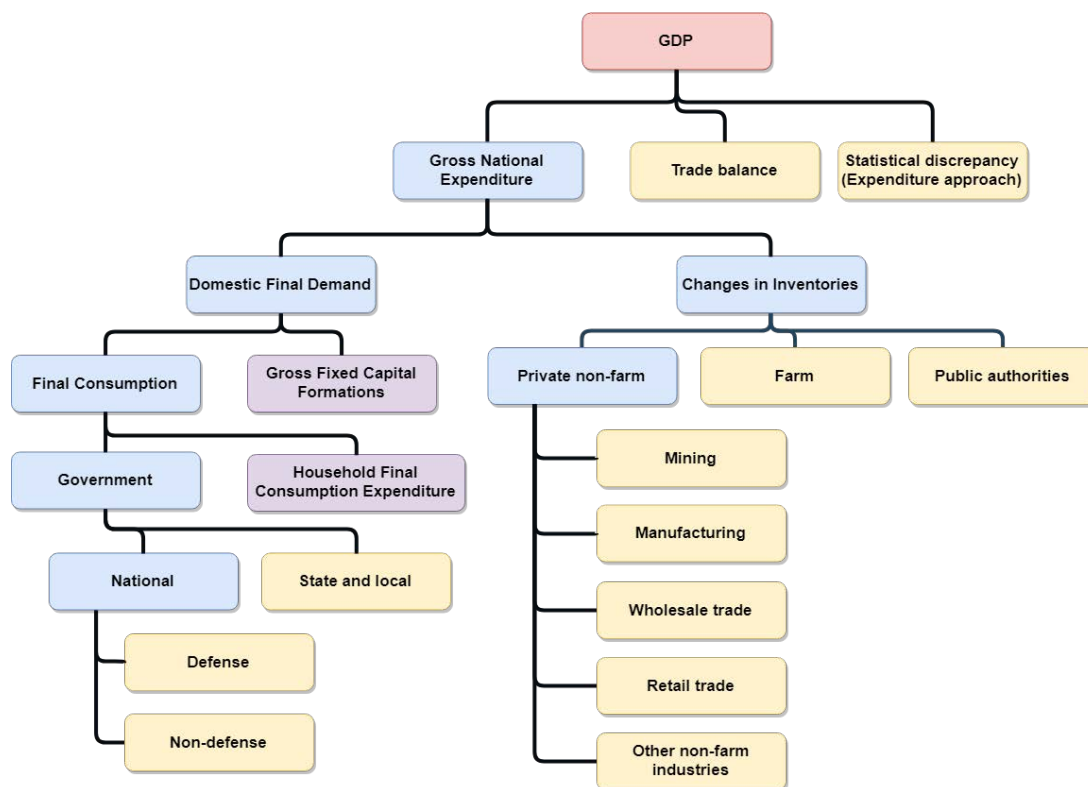 GDP
Gross National
Expenditure
Trade balance
Statistical discrepancy
(Expenditure approach)
Domestic Final Demand
Changes in Inventories
Final Consumption
Gross Fixed Capital
Formations
Private non-farm
Farm
Public authorities
Government
Household Final
Consumption Expenditure
Mining
Manufacturing
National
State and local
Wholesale trade
Defense
Retail trade
Non-defense
Other non-farm
industries